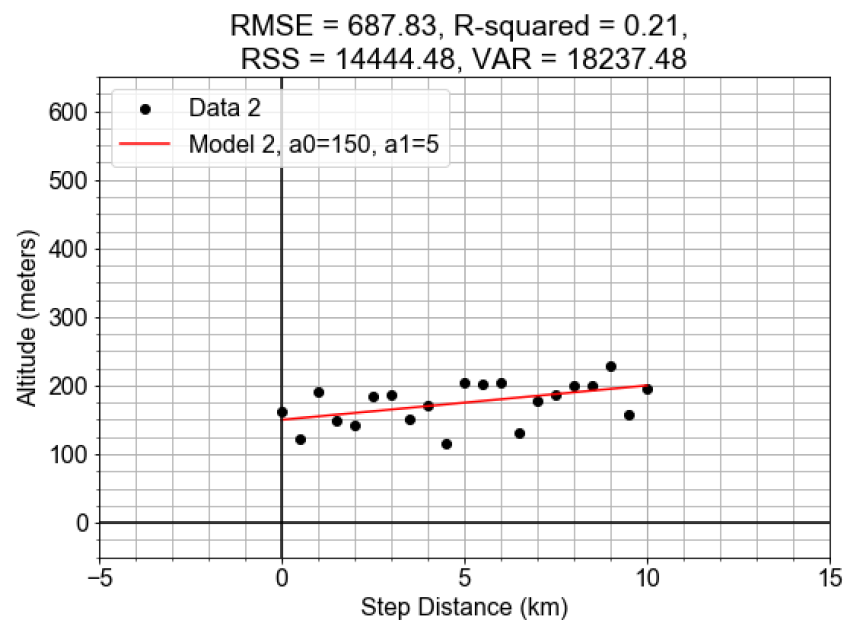 RMSE = 687.83, R-squared = 0.21,
RSS = 14444.48, VAR = 18237.48
Data 2
Model 2, a0=150, a1=5
600
500
400
300
200
100
0
Altitude (meters)
−5
0
5
10
15
Step Distance (km)